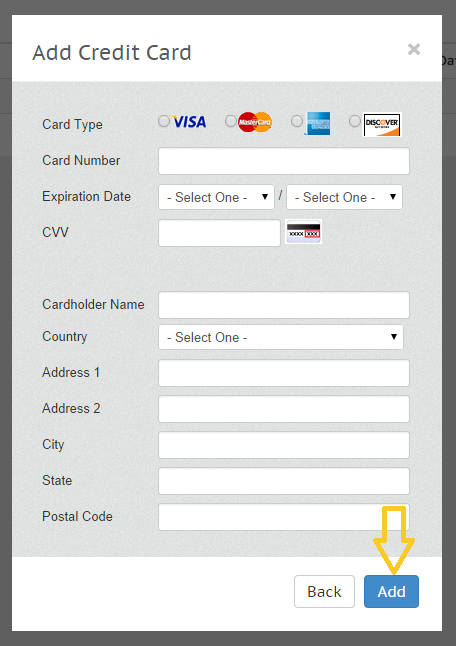 Add Credit Card ×
Da
Card Type VISA MasterCard DISCOVER
Card Number
Expiration Date - Select One - / - Select One -
CVV XXXX XXX
Cardholder Name
Country - Select One -
Address 1
Address 2
City
State
Postal Code
Back Add